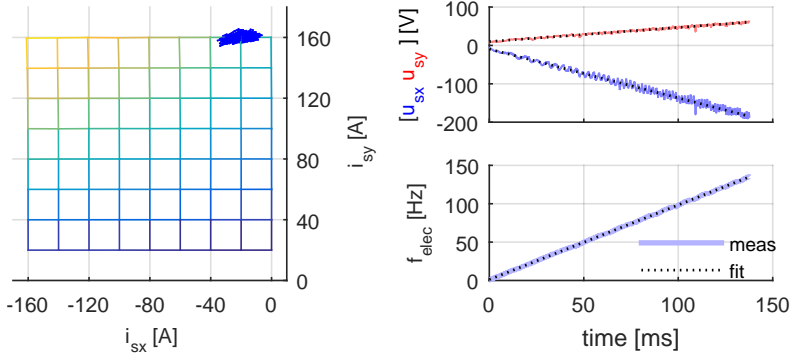 160
120
80
40
0
i_sy [A]
-160 -120 -80 -40 0
i_sx [A]
100
0
-100
-200
[u_sx u_sy] [V]
150
100
50
0
f_elec [Hz]
meas
fit
0 50 100 150
time [ms]